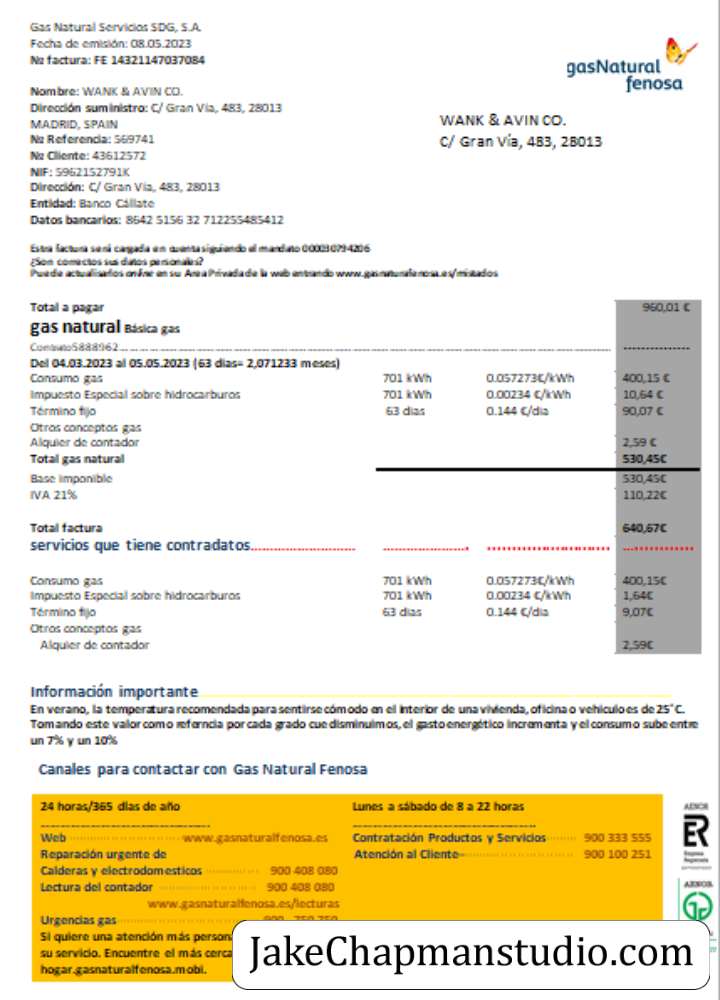 Gas Natural Servicios SDG, S.A.
Fecha de emisión: 08.05.2023
Nº factura: FE 14321147037084
gasNatural
fenosa
Nombre: WANK & AVIN CO.
Dirección suministro: C/ Gran Vía, 483, 28013
MADRID, SPAIN
Nº Referencia: 569741
Nº Cliente: 43612572
NIF: 5962152791K
Dirección: C/ Gran Vía, 483, 28013
Entidad: Banco Cállate
Datos bancarios: 8642 5156 32 712255485412
WANK & AVIN CO.
C/ Gran Vía, 483, 28013
Estra factura será cargada en cuenta siguiendo el mandato 000030794206
¿Son correctos sus datos personales?
Puede actualisarlos online en su Area Privada de la web entrando www.gasnaturalfenosa.es/mistados
Total a pagar 960,01 €
gas natural Básica gas
Contrato5888962
Del 04.03.2023 al 05.05.2023 (63 días= 2,071233 meses)
Consumo gas 701 kWh 0.057273€/kWh 400,15 €
Impuesto Especial sobre hidrocarburos 701 kWh 0.00234 €/kWh 10,64 €
Término fijo 63 días 0.144 €/día 90,07 €
Otros conceptos gas
Alquier de contador 2,59 €
Total gas natural 530,45€
Base imponible 530,45€
IVA 21% 110,22€
Total factura 640,67€
servicios que tiene contradatos
Consumo gas 701 kWh 0.057273€/kWh 400,15€
Impuesto Especial sobre hidrocarburos 701 kWh 0.00234 €/kWh 1,64€
Término fijo 63 días 0.144 €/día 9,07€
Otros conceptos gas
Alquier de contador 2,59€
Información importante
En verano, la temperatura recomendada para sentirse cómodo en el interior de una vivienda, oficina o vehículo es de 25°C.
Tomando este valor como referncia por cada grado cue disminuimos, el gasto energético incrementa y el consumo sube entre
un 7% y un 10%
Canales para contactar con Gas Natural Fenosa
24 horas/365 días de año
Web www.gasnaturalfenosa.es
Reparación urgente de
Calderas y electrodomesticos 900 408 080
Lectura del contador 900 408 080
www.gasnaturalfenosa.es/lecturas
Urgencias gas 900 750 750
Si quiere una atención más
su servicio. Encuentre el más
hogar.gasnaturalfenosa.mobi.
Lunes a sábado de 8 a 22 horas
Contratación Productos y Servicios 900 333 555
Atención al Cliente 900 100 251
AENOR
ER
Empresa
Registrada
AENOR
JakeChapmanstudio.com